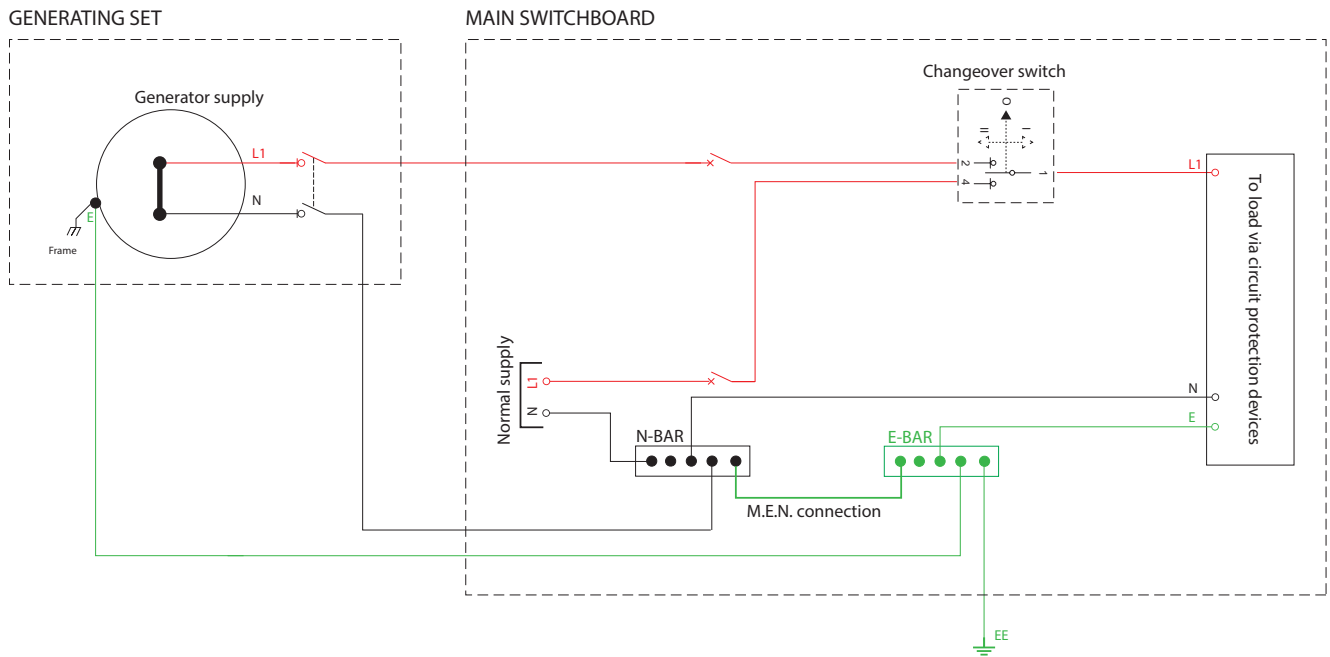 GENERATING SET
MAIN SWITCHBOARD
Generator supply
L1
N
E
Frame
Changeover switch
O
II
I
2
4
1
L1
To load via circuit protection devices
Normal supply
L1
N
N
E
N-BAR
E-BAR
M.E.N. connection
EE